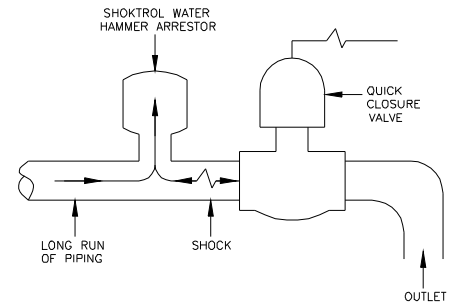 SHOKTROL WATER
HAMMER ARRESTOR
QUICK
CLOSURE
VALVE
LONG RUN
OF PIPING
SHOCK
OUTLET